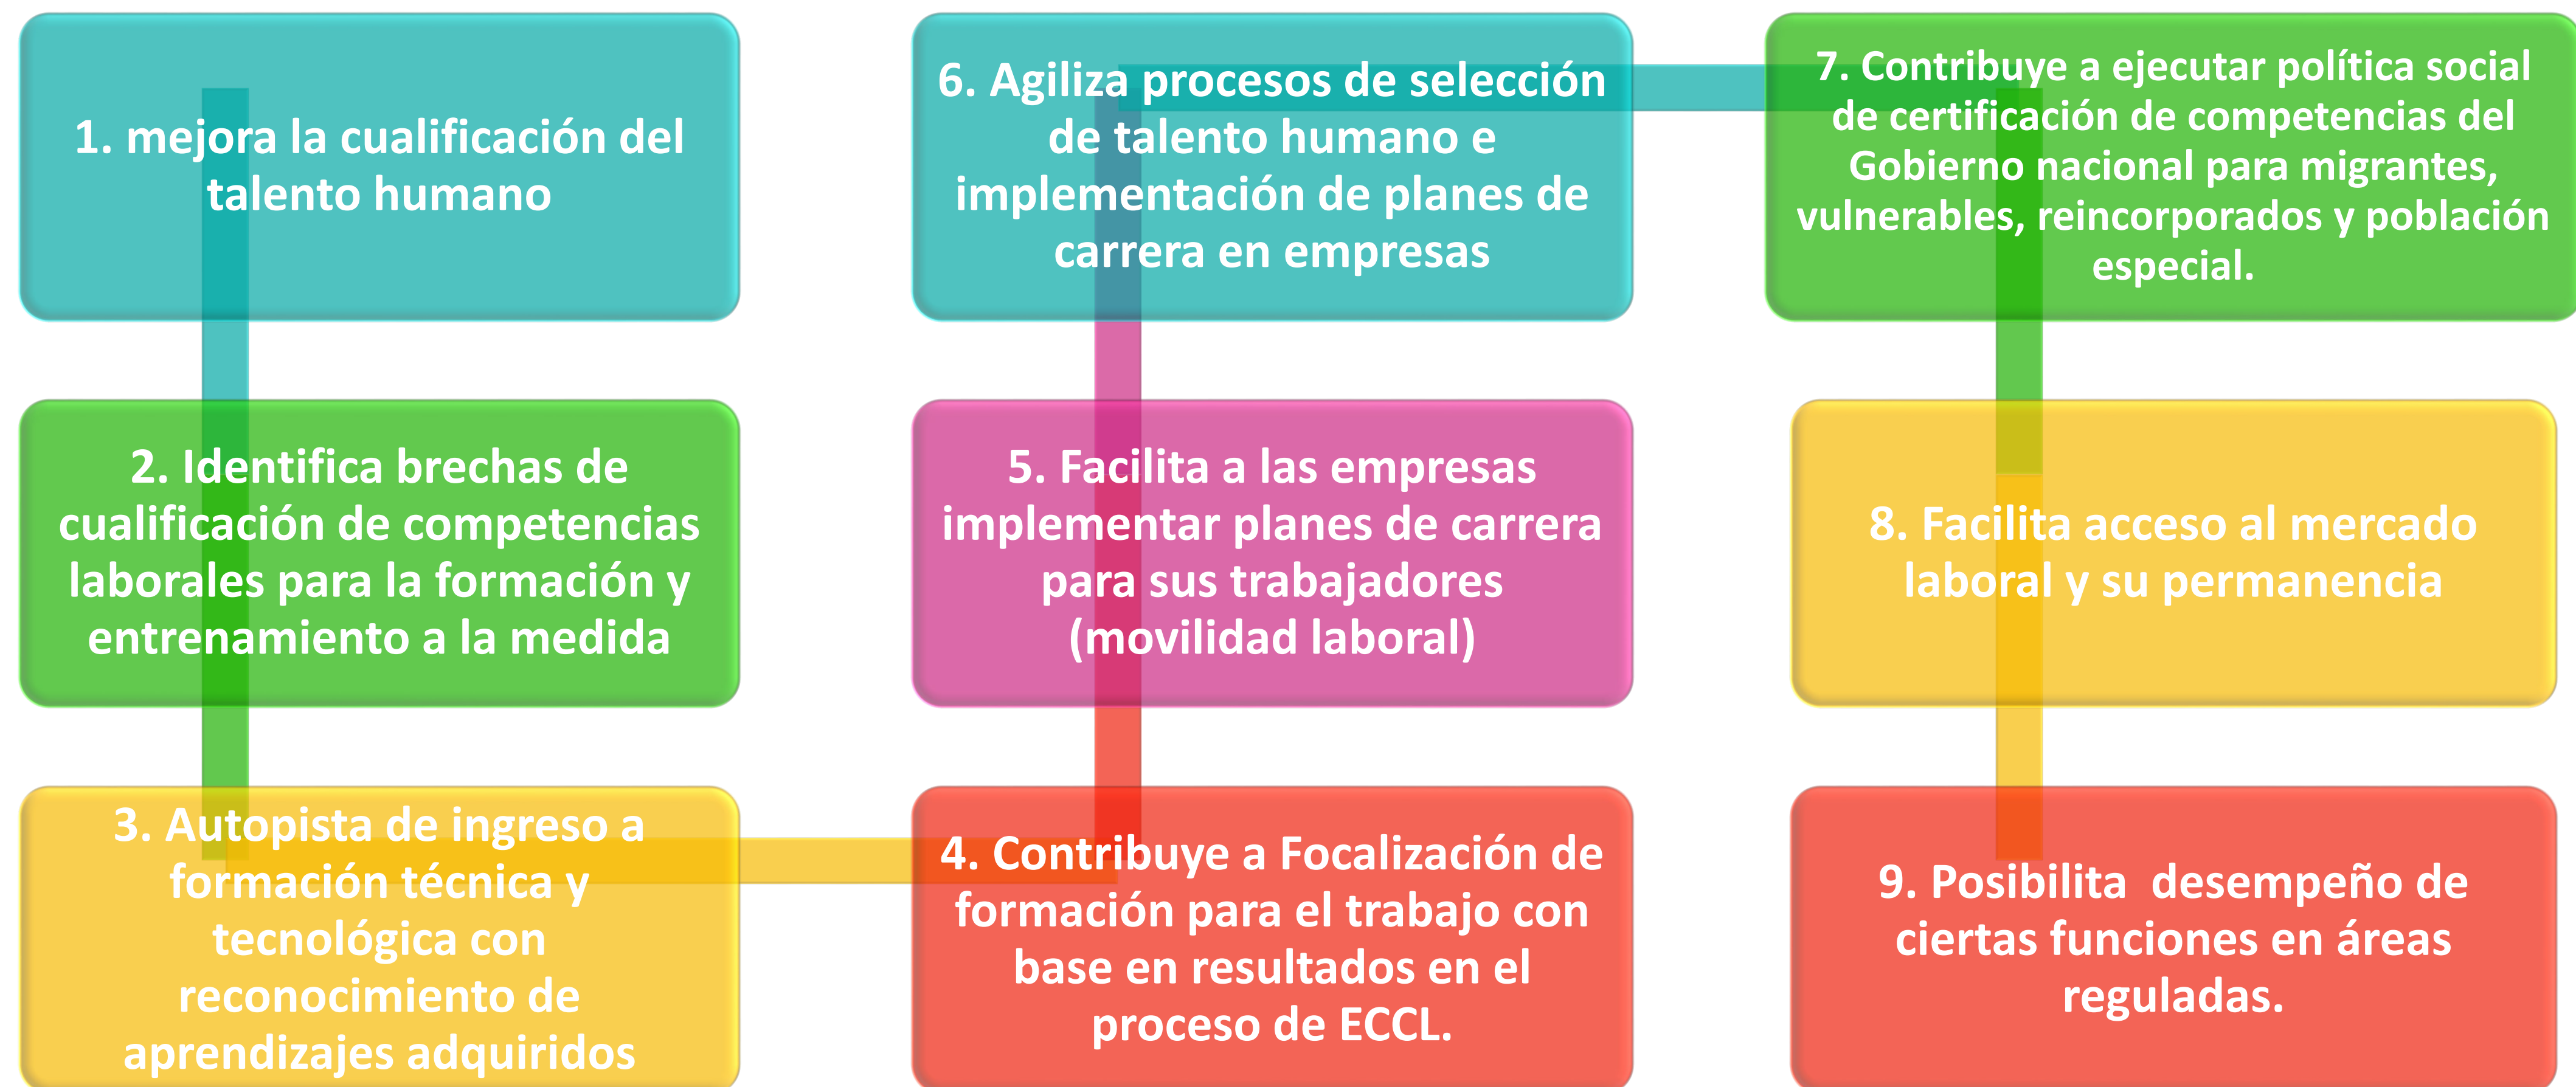 1. mejora la cualificación del
talento humano
2. Identifica brechas de
cualificación de competencias
laborales para la formación y
entrenamiento a la medida
3. Autopista de ingreso a
formación técnica y
tecnológica con
reconocimiento de
aprendizajes adquiridos
4. Contribuye a Focalización de
formación para el trabajo con
base en resultados en el
proceso de ECCL.
5. Facilita a las empresas
implementar planes de carrera
para sus trabajadores
(movilidad laboral)
6. Agiliza procesos de selección
de talento humano e
implementación de planes de
carrera en empresas
7. Contribuye a ejecutar política social
de certificación de competencias del
Gobierno nacional para migrantes,
vulnerables, reincorporados y población
especial.
8. Facilita acceso al mercado
laboral y su permanencia
9. Posibilita  desempeño de
ciertas funciones en áreas
reguladas.